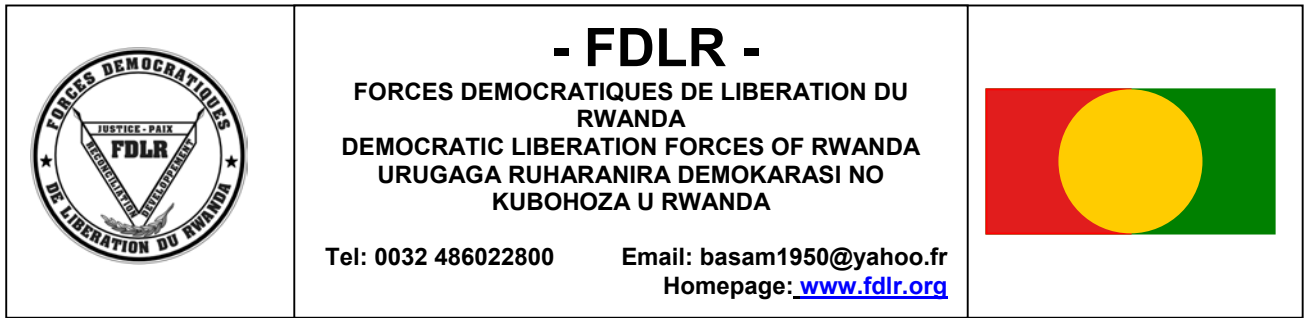 FORCES DEMOCRATIQUES
DE LIBERATION DU RWANDA
JUSTICE - PAIX
FDLR
RECONCILIATION
DEVELOPPEMENT
- FDLR -
FORCES DEMOCRATIQUES DE LIBERATION DU
RWANDA
DEMOCRATIC LIBERATION FORCES OF RWANDA
URUGAGA RUHARANIRA DEMOKARASI NO
KUBOHOZA U RWANDA
Tel: 0032 486022800 Email: basam1950@yahoo.fr
Homepage: www.fdlr.org